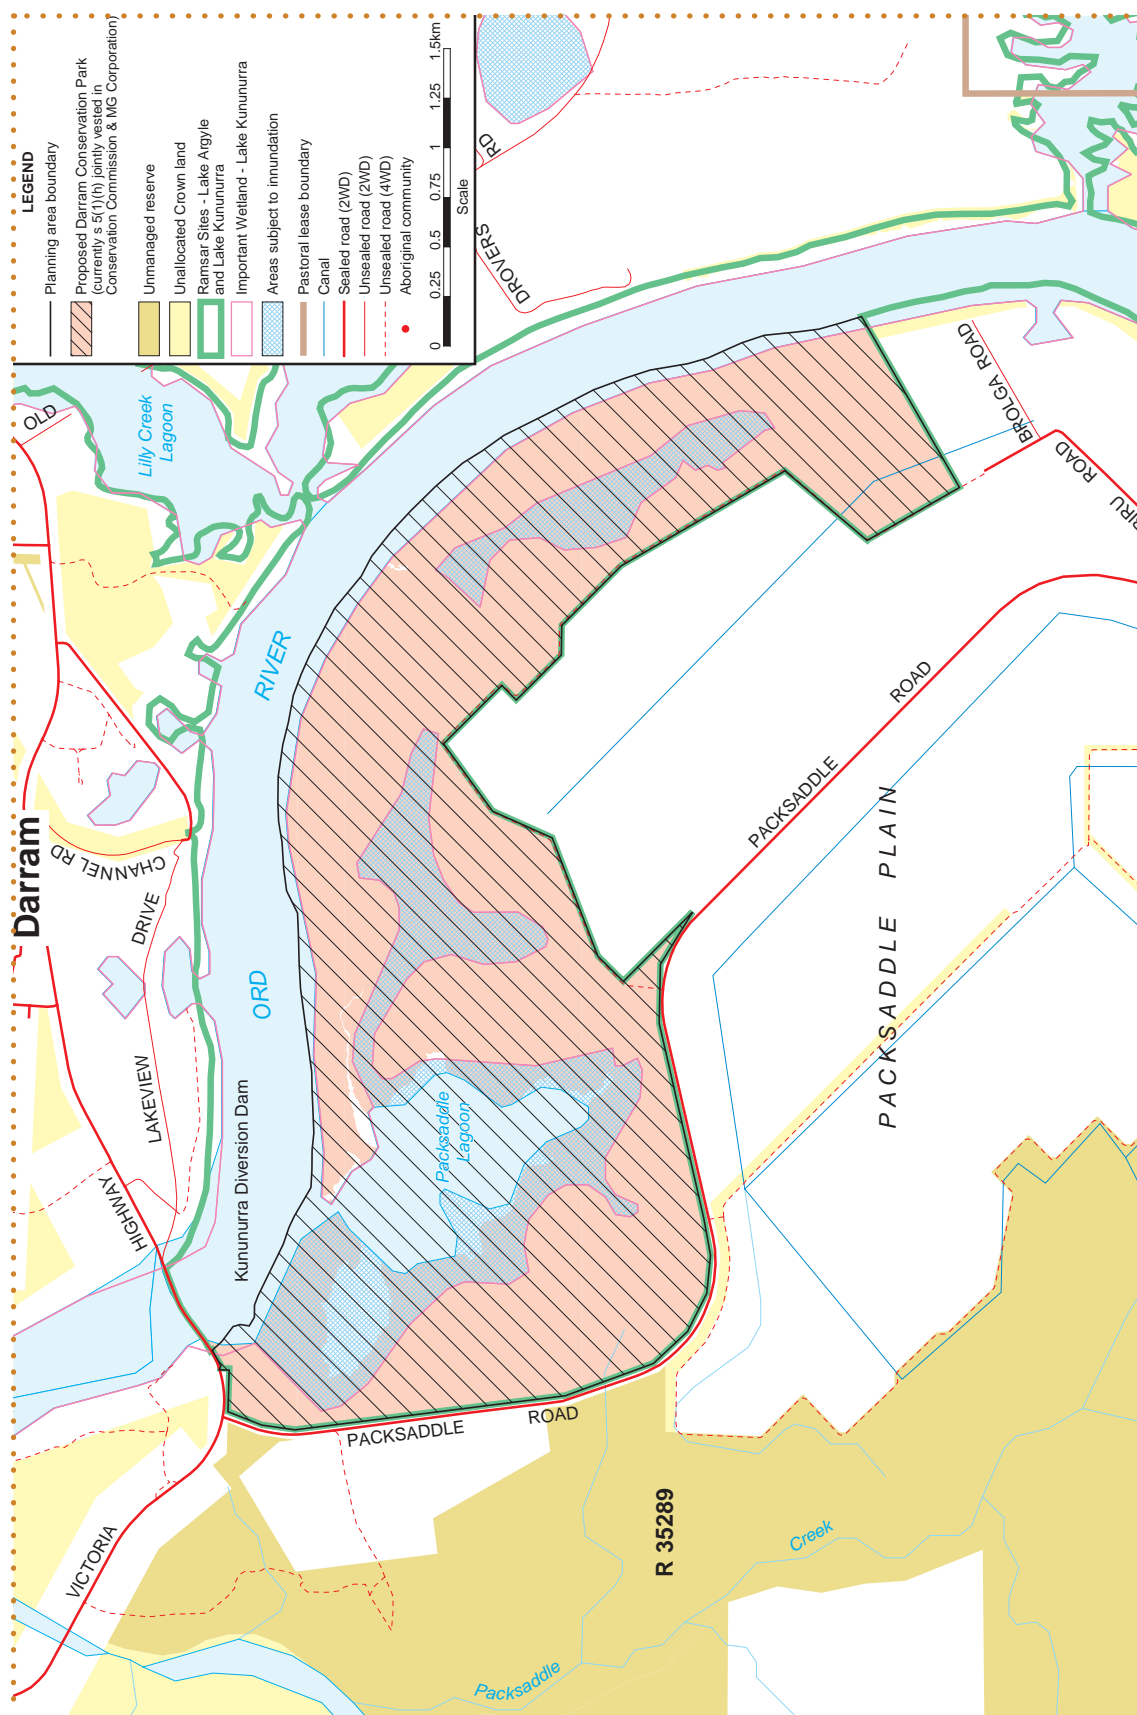 Darram
LEGEND
Planning area boundary
Proposed Darram Conservation Park
(currently s 5(1)(h) jointly vested in
Conservation Commission & MG Corporation)
Unmanaged reserve
Unallocated Crown land
Ramsar Sites - Lake Argyle
and Lake Kununurra
Important Wetland - Lake Kununurra
Areas subject to innundation
Pastoral lease boundary
Canal
Sealed road (2WD)
Unsealed road (2WD)
Unsealed road (4WD)
Aboriginal community
0 0.25 0.5 0.75 1 1.25 1.5km
Scale
OLD
Lilly Creek
Lagoon
DROVERS
RD
CHANNEL RD
LAKEVIEW
DRIVE
VICTORIA
HIGHWAY
Kununurra Diversion Dam
ORD
RIVER
Packsaddle
Lagoon
BROLGA ROAD
ROAD
PACKSADDLE
ROAD
PACKSADDLE
ROAD
PACKSADDLE PLAIN
R 35289
Packsaddle
Creek